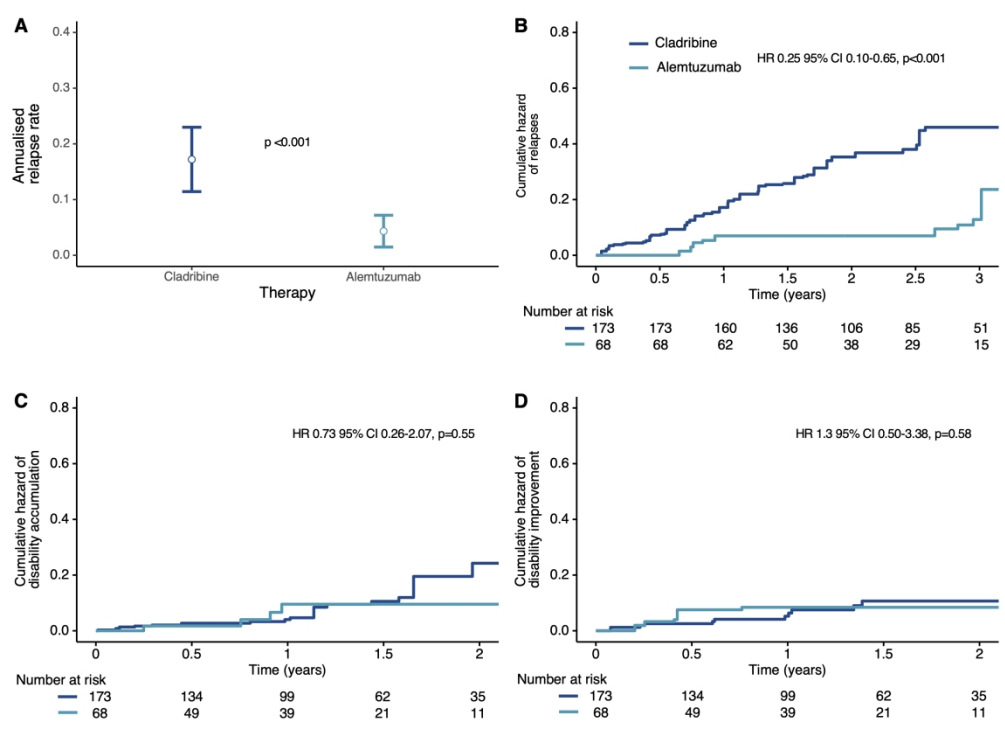 A
Annualised
relapse rate
0.4
0.3
0.2
0.1
0.0
p <0.001
Cladribine
Alemtuzumab
Therapy
B
Cumulative hazard
of relapses
0.8
0.6
0.4
0.2
0.0
Cladribine
Alemtuzumab
HR 0.25 95% CI 0.10-0.65, p<0.001
0 0.5 1 1.5 2 2.5 3
Time (years)
Number at risk
173 173 160 136 106 85 51
68 68 62 50 38 29 15
C
Cumulative hazard of
disability accumulation
0.8
0.6
0.4
0.2
0.0
HR 0.73 95% CI 0.26-2.07, p=0.55
0 0.5 1 1.5 2
Time (years)
Number at risk
173 134 99 62 35
68 49 39 21 11
D
Cumulative hazard of
disability improvement
0.8
0.6
0.4
0.2
0.0
HR 1.3 95% CI 0.50-3.38, p=0.58
0 0.5 1 1.5 2
Time (years)
Number at risk
173 134 99 62 35
68 49 39 21 11